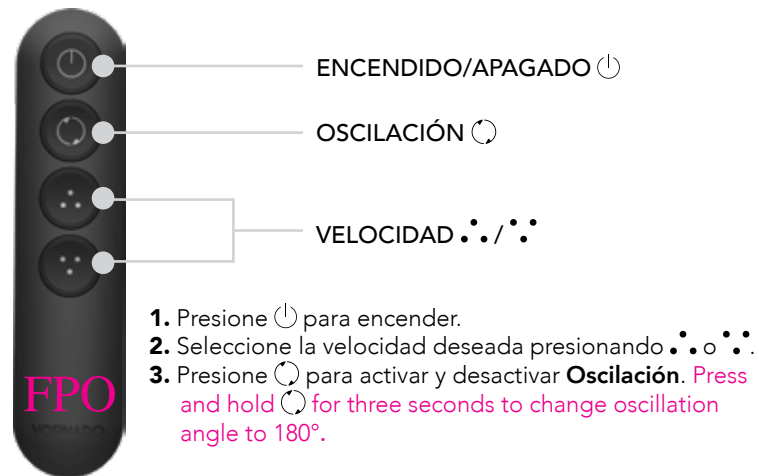 ENCENDIDO/APAGADO
OSCILACIÓN
VELOCIDAD /
1. Presione para encender.
2. Seleccione la velocidad deseada presionando o .
3. Presione para activar y desactivar Oscilación. Press
and hold for three seconds to change oscillation
angle to 180°.
FPO
VORNADO